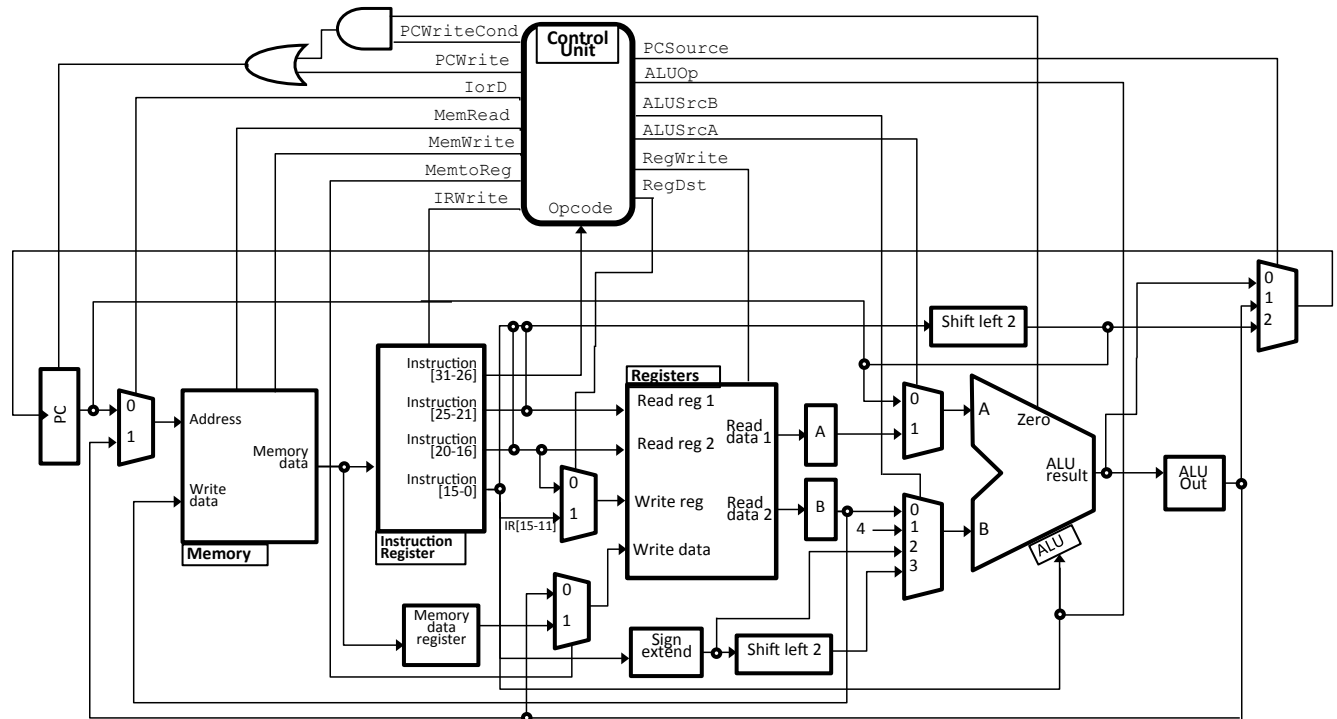 PCWriteCond
PCWrite
IorD
MemRead
MemWrite
MemtoReg
IRWrite
Control
Unit
Opcode
PCSource
ALUOp
ALUSrcB
ALUSrcA
RegWrite
RegDst
PC
0
1
Address
Memory
data
Write
data
Memory
Instruction
[31-26]
Instruction
[25-21]
Instruction
[20-16]
Instruction
[15-0]
Instruction
Register
IR[15-11]
0
1
Memory
data
register
0
1
Registers
Read reg 1
Read reg 2
Write reg
Write data
Read
data 1
Read
data 2
A
B
Sign
extend
Shift left 2
Shift left 2
0
1
4
0
1
2
3
A
B
Zero
ALU
result
ALU
ALU
Out
0
1
2